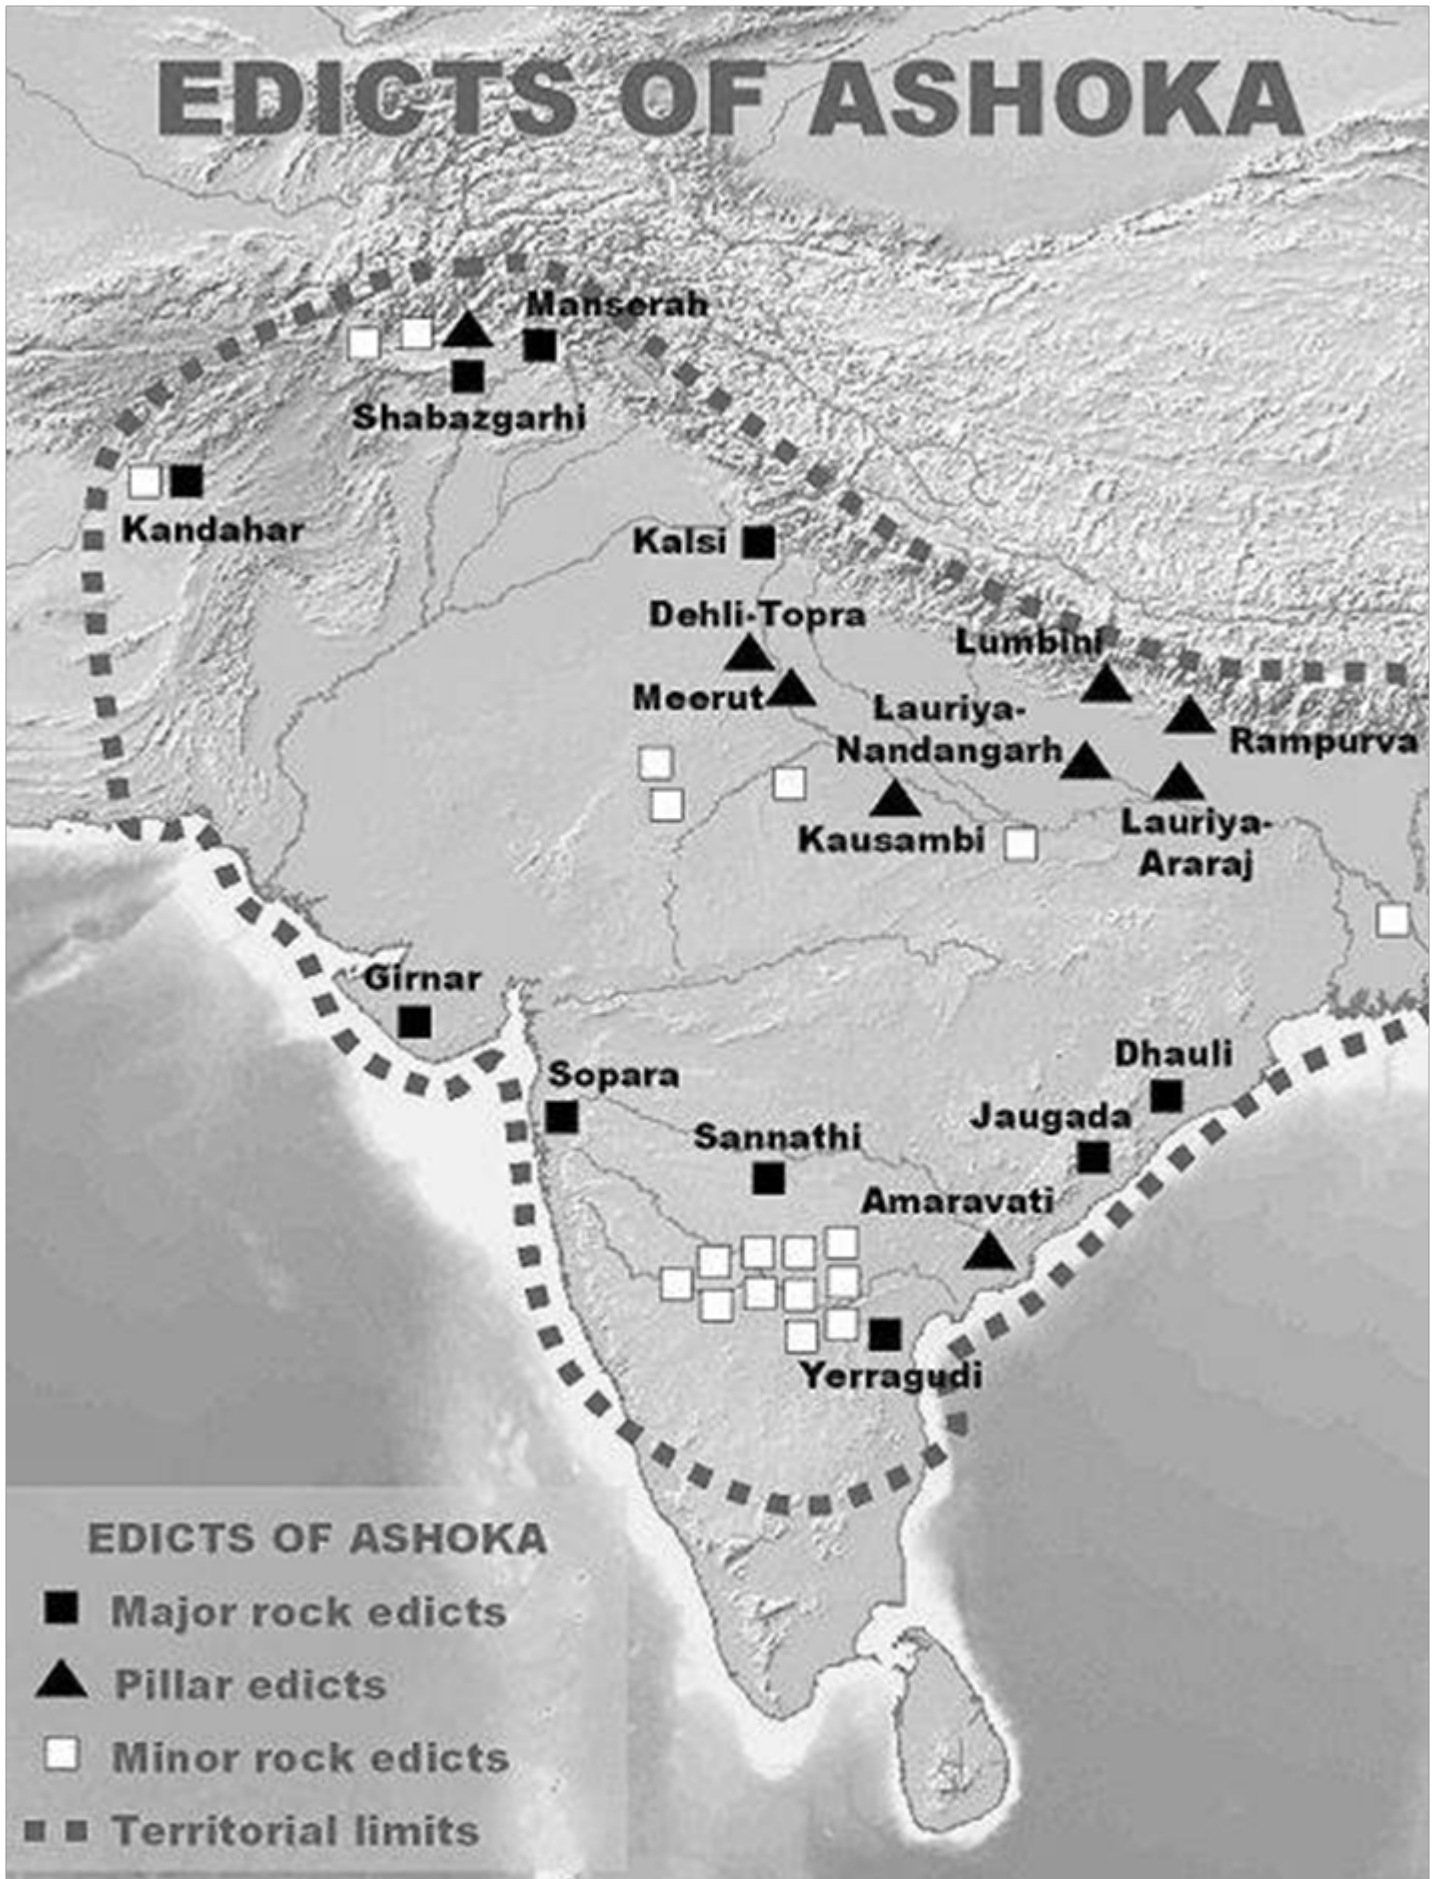 EDICTS OF ASHOKA
Manserah
Shabazgarhi
Kandahar
Kalsi
Dehli-Topra
Lumbini
Meerut
Lauriya-
Nandangarh
Rampurva
Kausambi
Lauriya-
Araraj
Girnar
Sopara
Dhauli
Jaugada
Sannathi
Amaravati
Yerragudi
EDICTS OF ASHOKA
Major rock edicts
Pillar edicts
Minor rock edicts
Territorial limits